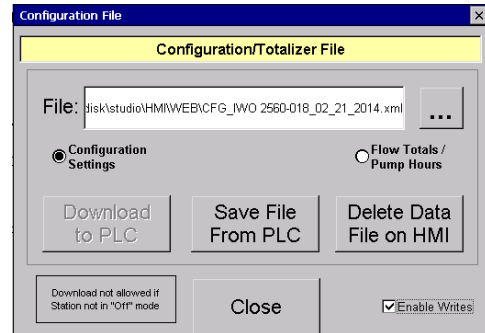 Configuration File
Configuration/Totalizer File
File:
disk\studio\HMI\WEB\CFG_IWO 2560-018_02_21_2014.xml
...
Configuration
Settings
Flow Totals /
Pump Hours
Download
to PLC
Save File
From PLC
Delete Data
File on HMI
Download not allowed if
Station not in "Off" mode
Close
Enable Writes